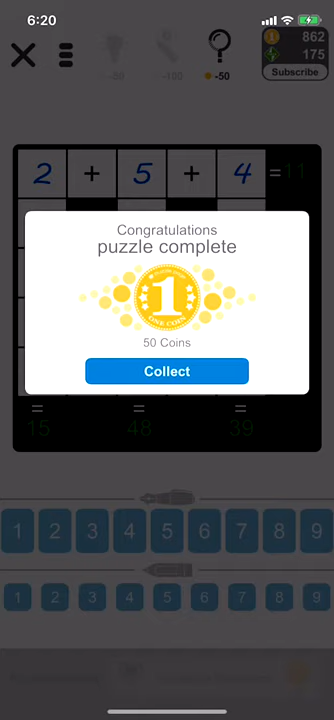 6:20
862
175
-50
-100
-50
Subscribe
2 + 5 + 4 =11
Congratulations
puzzle complete
1
ONE COIN
50 Coins
Collect
= = =
15 48 39
1 2 3 4 5 6 7 8 9
1 2 3 4 5 6 7 8 9